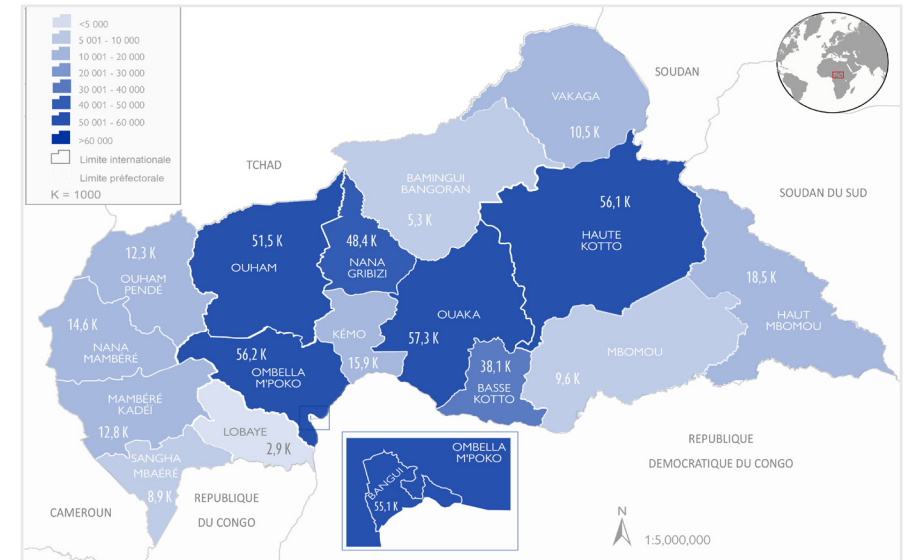 <5 000
5 001 - 10 000
10 001 - 20 000
20 001 - 30 000
30 001 - 40 000
40 001 - 50 000
50 001 - 60 000
>60 000
Limite internationale
Limite préfectorale
K = 1000
SOUDAN
VAKAGA
10,5 K
TCHAD
BAMINGUI
BANGORAN
5,3 K
SOUDAN DU SUD
56,1 K
HAUTE
KOTTO
51,5 K
OUHAM
48,4 K
NANA
GRIBIZI
12,3 K
OUHAM
PENDÉ
18,5 K
HAUT
MBOMOU
14,6 K
NANA
MAMBÉRÉ
KÉMO
15,9 K
OUAKA
57,3 K
56,2 K
OMBELLA
M'POKO
38,1 K
BASSE
KOTTO
MBOMOU
9,6 K
MAMBÉRÉ
KADÉÏ
12,8 K
LOBAYE
2,9 K
SANGHA
MBAÉRÉ
8,9 K
OMBELLA
M'POKO
BANGUI
55,1 K
REPUBLIQUE
DEMOCRATIQUE DU CONGO
CAMEROUN
REPUBLIQUE
DU CONGO
N
1:5,000,000